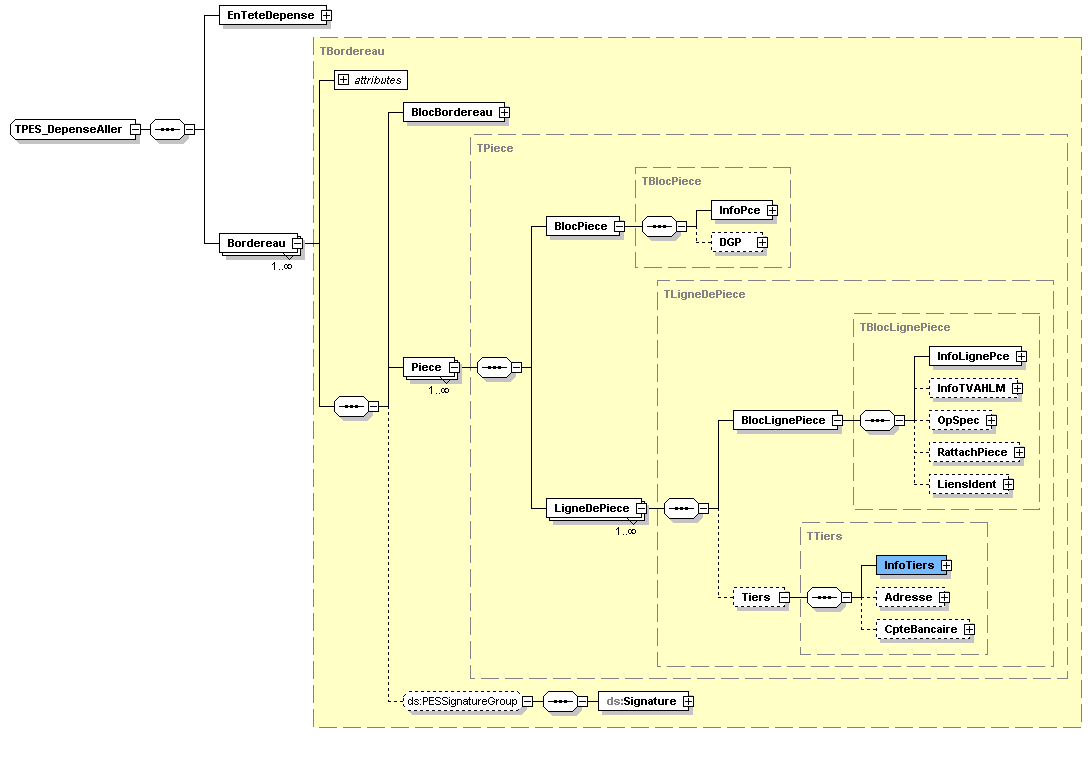 EnTeteDepense
TBordereau
attributes
BlocBordereau
TPES_DepenseAller
TPiece
TBlocPiece
InfoPce
BlocPiece
DGP
Bordereau
1..∞
TLigneDePiece
TBlocLignePiece
InfoLignePce
Piece
1..∞
InfoTVAHLM
BlocLignePiece
OpSpec
RattachPiece
LiensIdent
LigneDePiece
1..∞
TTiers
InfoTiers
Tiers
Adresse
CpteBancaire
ds:PESSignatureGroup
ds:Signature